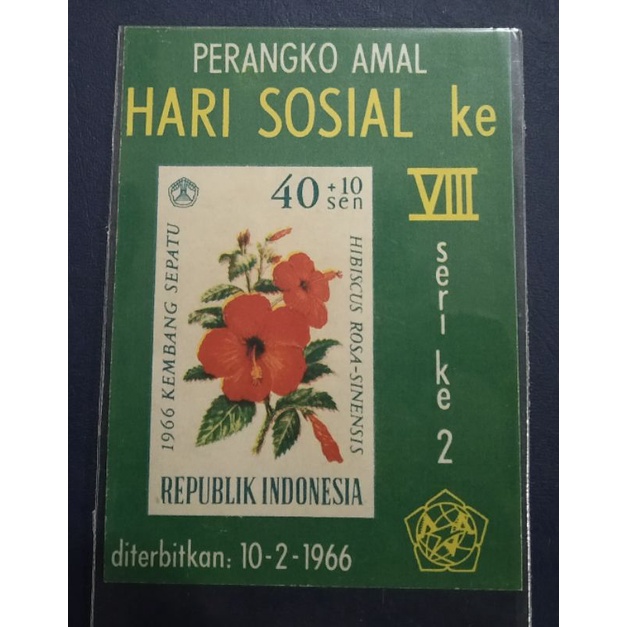 PERANGKO AMAL
HARI SOSIAL ke
VIII
seri ke 2
40 +10 sen
1966 KEMBANG SEPATU
HIBISCUS ROSA-SINENSIS
REPUBLIK INDONESIA
diterbitkan: 10-2-1966